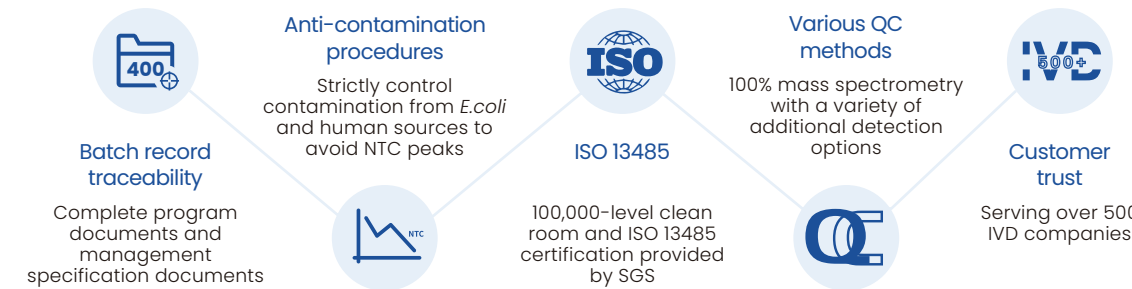 400
Batch record
traceability
Complete program
documents and
management
specification documents
Anti-contamination
procedures
Strictly control
contamination from E.coli
and human sources to
avoid NTC peaks
NTC
ISO
ISO 13485
100,000-level clean
room and ISO 13485
certification provided
by SGS
Various QC
methods
100% mass spectrometry
with a variety of
additional detection
options
QC
IVD
500+
Customer
trust
Serving over 500
IVD companies